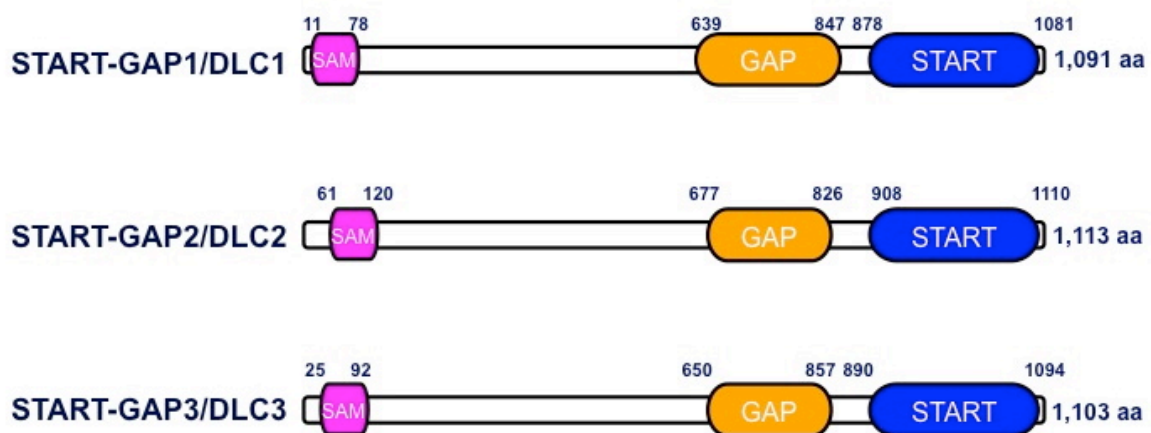 11 78 639 847 878 1081
START-GAP1/DLC1 SAM GAP START 1,091 aa
61 120 677 826 908 1110
START-GAP2/DLC2 SAM GAP START 1,113 aa
25 92 650 857 890 1094
START-GAP3/DLC3 SAM GAP START 1,103 aa